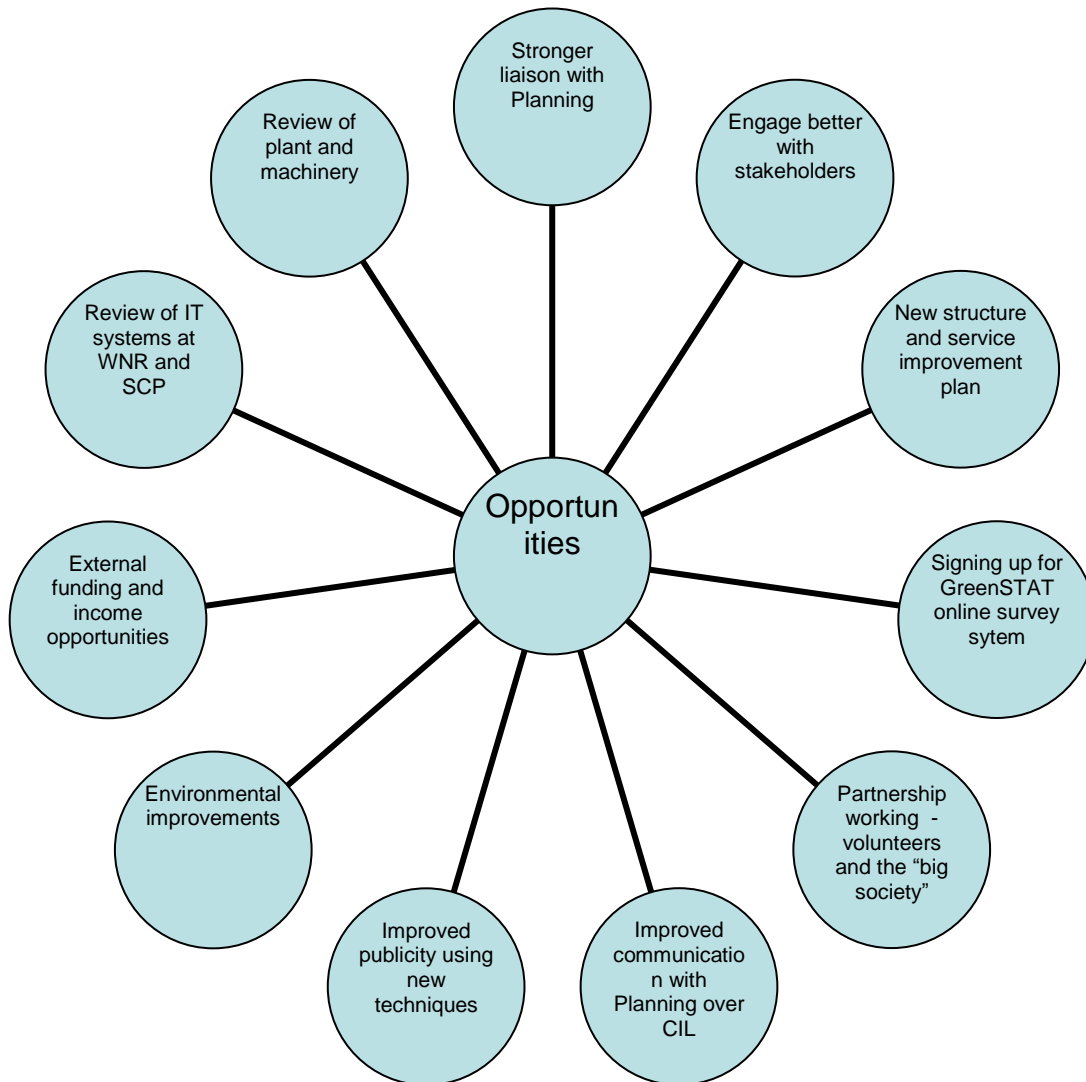 Stronger
liaison with
Planning
Engage better
with
stakeholders
New structure
and service
improvement
plan
Signing up for
GreenSTAT
online survey
sytem
Partnership
working  -
volunteers
and the “big
society”
Improved
communicatio
n with
Planning over
CIL
Improved
publicity using
new
techniques
Environmental
improvements
External
funding and
income
opportunities
Review of IT
systems at
WNR and
SCP
Review of
plant and
machinery
Opportun
ities